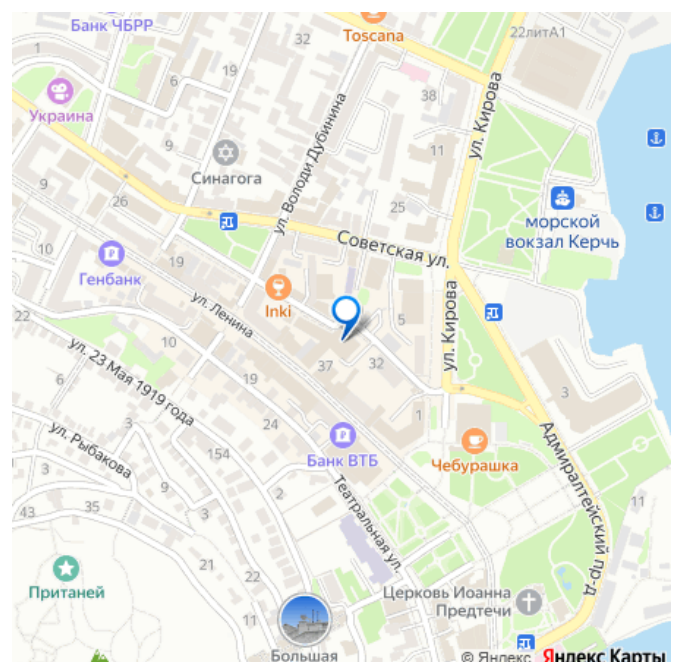 Банк ЧБРР
Toscana
22литА1
1
32
19
6
38
Украина
ул. Кирова
ул. Володи Дубинина
11
Синагога
9
26
25
морской
вокзал Керчь
Советская ул.
10
Генбанк
19
Inki
ул. Ленина
5
ул. Кирова
22
10
ул. 23 Мая 1919 года
37
32
19
3
24
1
Адмиралтейский пр-д
ул. Рыбакова
3
154
Банк ВТБ
Чебурашка
9
2
35
43
3
Театральная ул.
11
21
Пританей
22
Церковь Иоанна
Предтечи
11
Большая
© Яндекс Яндекс Карты